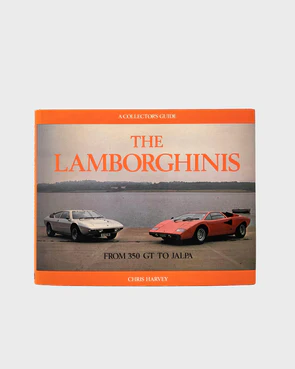 A COLLECTOR'S GUIDE
THE
LAMBORGHINIS
FROM 350 GT TO JALPA
CHRIS HARVEY